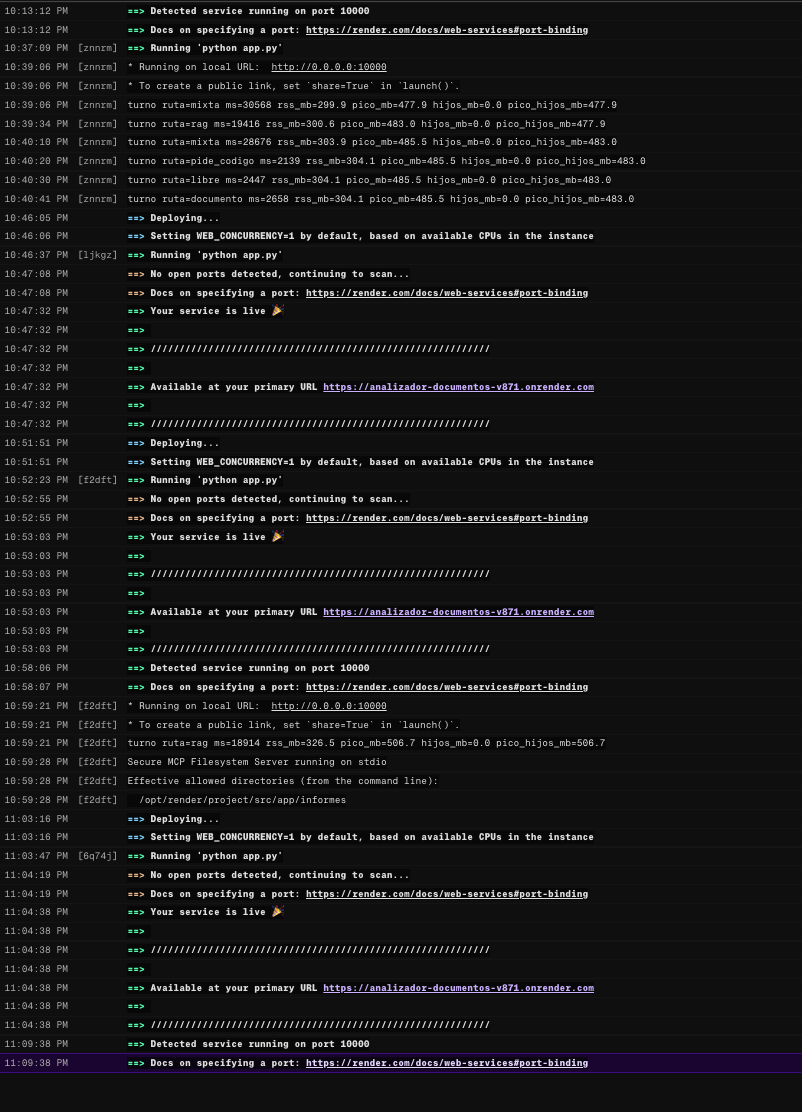 10:13:12 PM ==> Detected service running on port 10000
10:13:12 PM ==> Docs on specifying a port: https://render.com/docs/web-services#port-binding
10:37:09 PM [znnrm] ==> Running 'python app.py'
10:39:06 PM [znnrm] * Running on local URL: http://0.0.0.0:10000
10:39:06 PM [znnrm] * To create a public link, set `share=True` in `launch()`.
10:39:06 PM [znnrm] turno ruta=mixta ms=30568 rss_mb=299.9 pico_mb=477.9 hijos_mb=0.0 pico_hijos_mb=477.9
10:39:34 PM [znnrm] turno ruta=rag ms=19416 rss_mb=300.6 pico_mb=483.0 hijos_mb=0.0 pico_hijos_mb=477.9
10:40:10 PM [znnrm] turno ruta=mixta ms=28676 rss_mb=303.9 pico_mb=485.5 hijos_mb=0.0 pico_hijos_mb=483.0
10:40:20 PM [znnrm] turno ruta=pide_codigo ms=2139 rss_mb=304.1 pico_mb=485.5 hijos_mb=0.0 pico_hijos_mb=483.0
10:40:30 PM [znnrm] turno ruta=libre ms=2447 rss_mb=304.1 pico_mb=485.5 hijos_mb=0.0 pico_hijos_mb=483.0
10:40:41 PM [znnrm] turno ruta=documento ms=2658 rss_mb=304.1 pico_mb=485.5 hijos_mb=0.0 pico_hijos_mb=483.0
10:46:05 PM ==> Deploying...
10:46:06 PM ==> Setting WEB_CONCURRENCY=1 by default, based on available CPUs in the instance
10:46:37 PM [ljkgz] ==> Running 'python app.py'
10:47:08 PM ==> No open ports detected, continuing to scan...
10:47:08 PM ==> Docs on specifying a port: https://render.com/docs/web-services#port-binding
10:47:32 PM ==> Your service is live 🎉
10:47:32 PM ==>
10:47:32 PM ==> ///////////////////////////////////////////////////////////
10:47:32 PM ==>
10:47:32 PM ==> Available at your primary URL https://analizador-documentos-v871.onrender.com
10:47:32 PM ==>
10:47:32 PM ==> ///////////////////////////////////////////////////////////
10:51:51 PM ==> Deploying...
10:51:51 PM ==> Setting WEB_CONCURRENCY=1 by default, based on available CPUs in the instance
10:52:23 PM [f2dft] ==> Running 'python app.py'
10:52:55 PM ==> No open ports detected, continuing to scan...
10:52:55 PM ==> Docs on specifying a port: https://render.com/docs/web-services#port-binding
10:53:03 PM ==> Your service is live 🎉
10:53:03 PM ==>
10:53:03 PM ==> ///////////////////////////////////////////////////////////
10:53:03 PM ==>
10:53:03 PM ==> Available at your primary URL https://analizador-documentos-v871.onrender.com
10:53:03 PM ==>
10:53:03 PM ==> ///////////////////////////////////////////////////////////
10:58:06 PM ==> Detected service running on port 10000
10:58:07 PM ==> Docs on specifying a port: https://render.com/docs/web-services#port-binding
10:59:21 PM [f2dft] * Running on local URL: http://0.0.0.0:10000
10:59:21 PM [f2dft] * To create a public link, set `share=True` in `launch()`.
10:59:21 PM [f2dft] turno ruta=rag ms=18914 rss_mb=326.5 pico_mb=506.7 hijos_mb=0.0 pico_hijos_mb=506.7
10:59:28 PM [f2dft] Secure MCP Filesystem Server running on stdio
10:59:28 PM [f2dft] Effective allowed directories (from the command line):
10:59:28 PM [f2dft] /opt/render/project/src/app/informes
11:03:16 PM ==> Deploying...
11:03:16 PM ==> Setting WEB_CONCURRENCY=1 by default, based on available CPUs in the instance
11:03:47 PM [6q74j] ==> Running 'python app.py'
11:04:19 PM ==> No open ports detected, continuing to scan...
11:04:19 PM ==> Docs on specifying a port: https://render.com/docs/web-services#port-binding
11:04:38 PM ==> Your service is live 🎉
11:04:38 PM ==>
11:04:38 PM ==> ///////////////////////////////////////////////////////////
11:04:38 PM ==>
11:04:38 PM ==> Available at your primary URL https://analizador-documentos-v871.onrender.com
11:04:38 PM ==>
11:04:38 PM ==> ///////////////////////////////////////////////////////////
11:09:38 PM ==> Detected service running on port 10000
11:09:38 PM ==> Docs on specifying a port: https://render.com/docs/web-services#port-binding